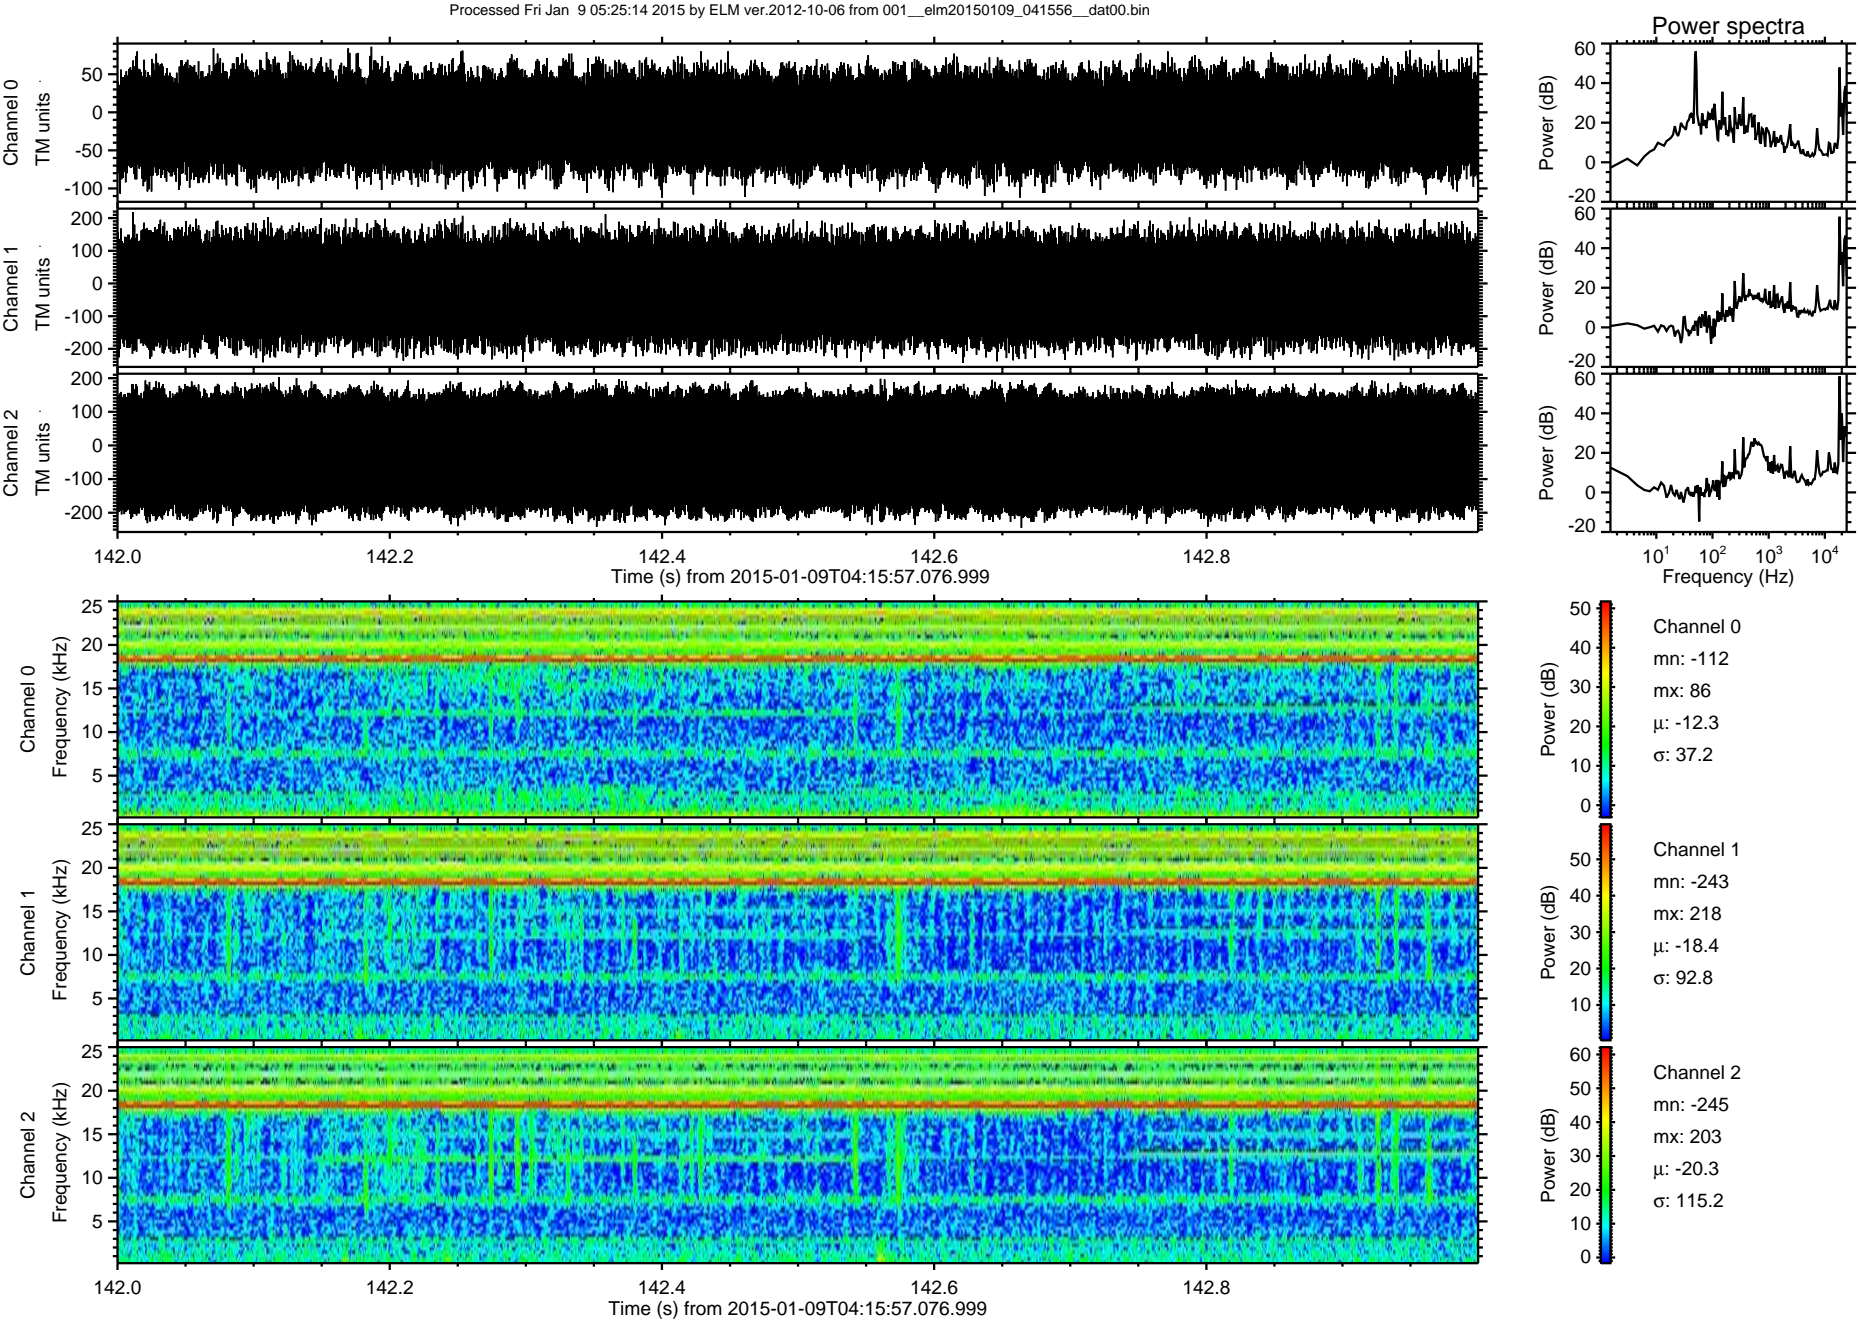 Processed Fri Jan  9 05:25:14 2015 by ELM ver.2012-10-06 from 001__elm20150109_041556__dat00.bin
Power spectra
Channel 0
TM units
50
0
-50
-100
Power (dB)
60
40
20
0
-20
Channel 1
TM units
200
100
0
-100
-200
Power (dB)
60
40
20
0
-20
Channel 2
TM units
200
100
0
-100
-200
Power (dB)
60
40
20
0
-20
142.0 142.2 142.4 142.6 142.8
Time (s) from 2015-01-09T04:15:57.076.999
10¹ 10² 10³ 10⁴
Frequency (Hz)
Channel 0
Frequency (kHz)
25
20
15
10
5
Power (dB)
50
40
30
20
10
0
Channel 0
mn: -112
mx: 86
μ: -12.3
σ: 37.2
Channel 1
Frequency (kHz)
25
20
15
10
5
Power (dB)
50
40
30
20
10
Channel 1
mn: -243
mx: 218
μ: -18.4
σ: 92.8
Channel 2
Frequency (kHz)
25
20
15
10
5
Power (dB)
60
50
40
30
20
10
0
Channel 2
mn: -245
mx: 203
μ: -20.3
σ: 115.2
142.0 142.2 142.4 142.6 142.8
Time (s) from 2015-01-09T04:15:57.076.999